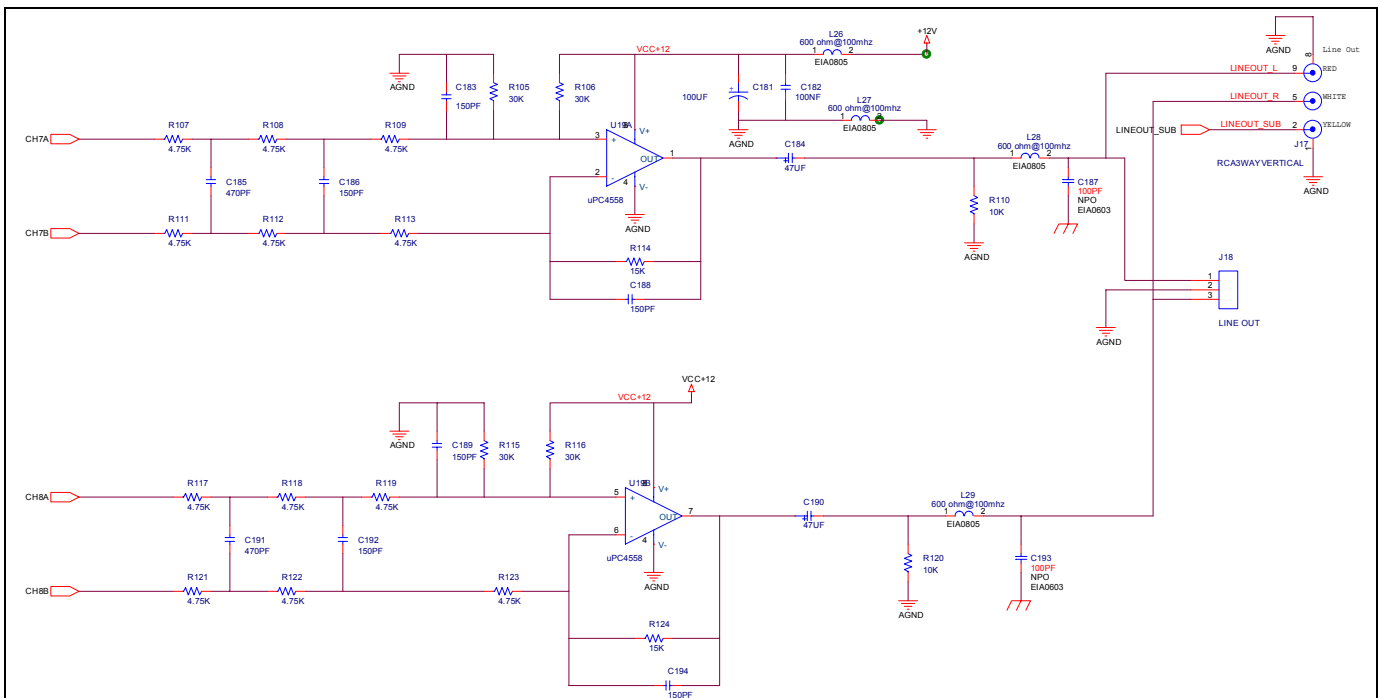 L26
600 ohm@100mhz
1 2
EIA0805
+12V
VCC+12
AGND
C183
150PF
R105
30K
R106
30K
100UF
C181
C182
100NF
L27
600 ohm@100mhz
1 2
EIA0805
AGND
AGND
8
Line Out
LINEOUT_L
9
RED
LINEOUT_R
5
WHITE
LINEOUT_SUB
LINEOUT_SUB
2
YELLOW
J17
1
RCA3WAYVERTICAL
AGND
CH7A
R107
4.75K
R108
4.75K
R109
4.75K
3
+
V+
OUT
1
2
-
4
V-
uPC4558
AGND
C184
47UF
L28
600 ohm@100mhz
1 2
EIA0805
C185
470PF
C186
150PF
R110
10K
AGND
C187
100PF
NPO
EIA0603
CH7B
R111
4.75K
R112
4.75K
R113
4.75K
R114
15K
C188
150PF
J18
1
2
3
LINE OUT
AGND
VCC+12
VCC+12
AGND
C189
150PF
R115
30K
R116
30K
CH8A
R117
4.75K
R118
4.75K
R119
4.75K
5
+
V+
OUT
7
6
-
4
V-
uPC4558
AGND
C190
47UF
L29
600 ohm@100mhz
1 2
EIA0805
C191
470PF
C192
150PF
R120
10K
AGND
C193
100PF
NPO
EIA0603
CH8B
R121
4.75K
R122
4.75K
R123
4.75K
R124
15K
C194
150PF